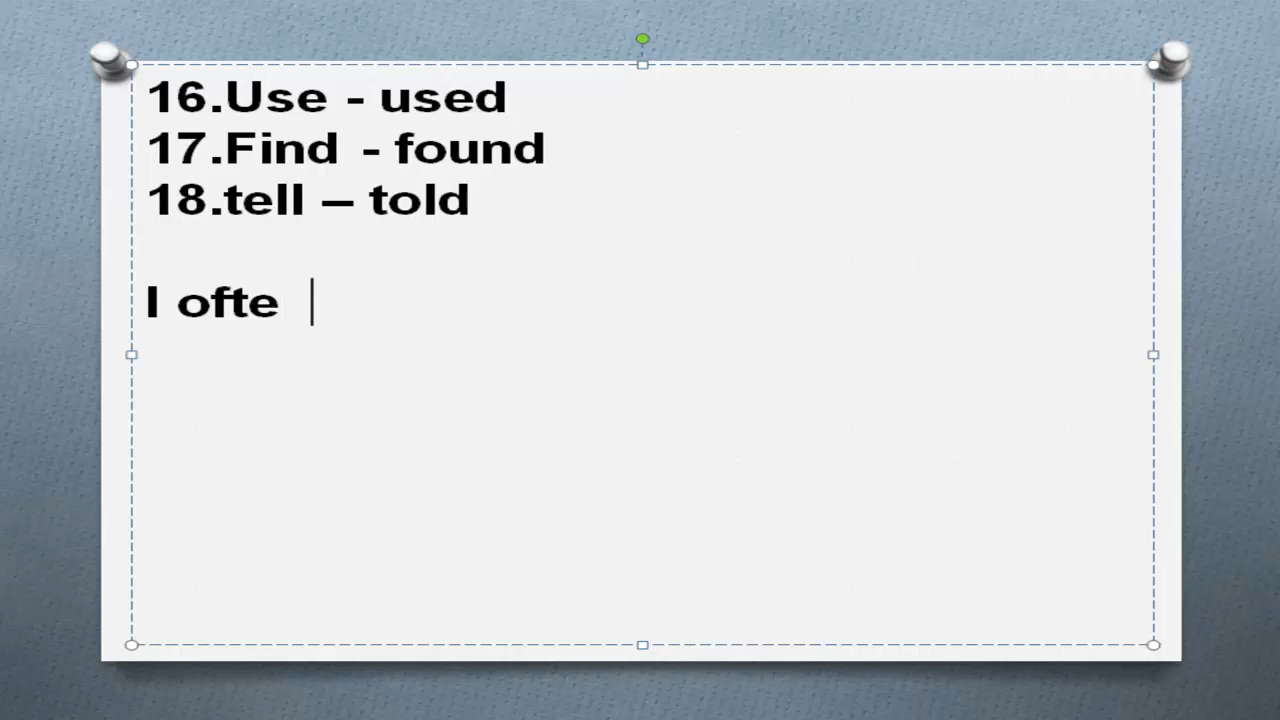 16.Use - used
17.Find - found
18.tell – told
I ofte